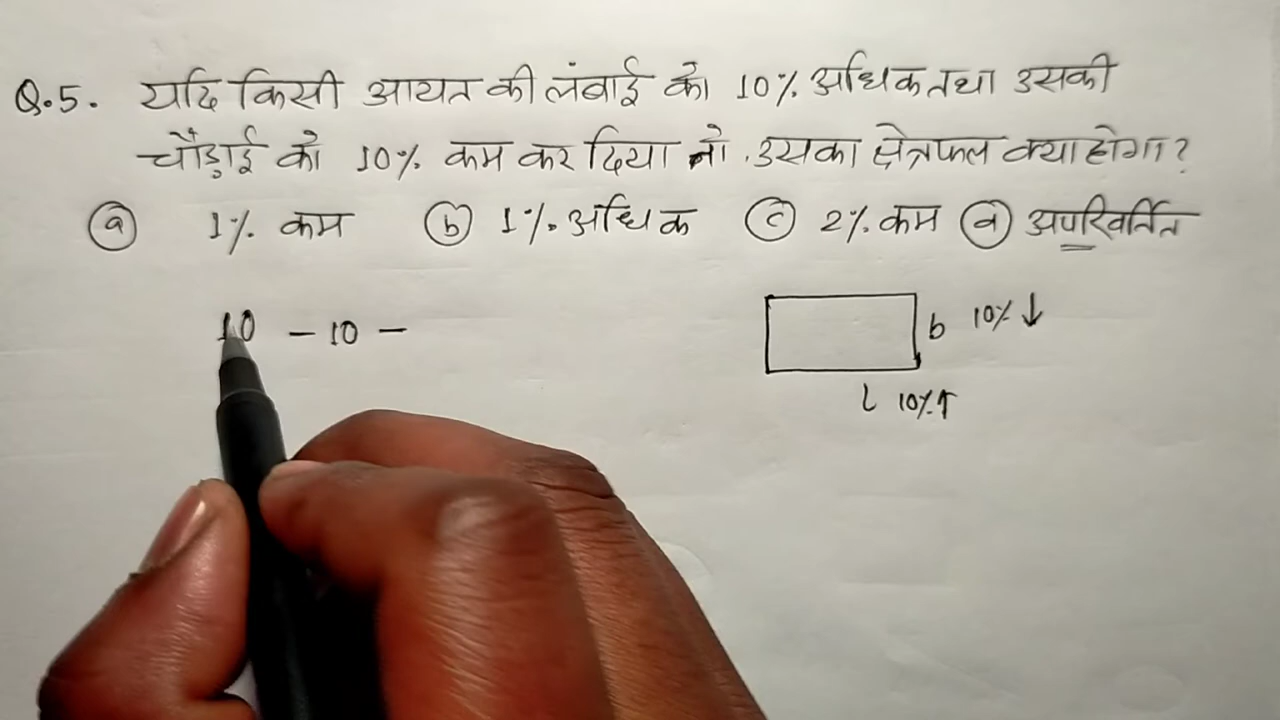 Q.5. यदि किसी आयत की लंबाई को 10% अधिक तथा उसकी
चौड़ाई को 10% कम कर दिया तो उसका क्षेत्रफल क्या होगा?
(a) 1% कम (b) 1% अधिक (c) 2% कम (d) अपरिवर्तित
10 – 10 –
b 10% ↓
l 10% ↑